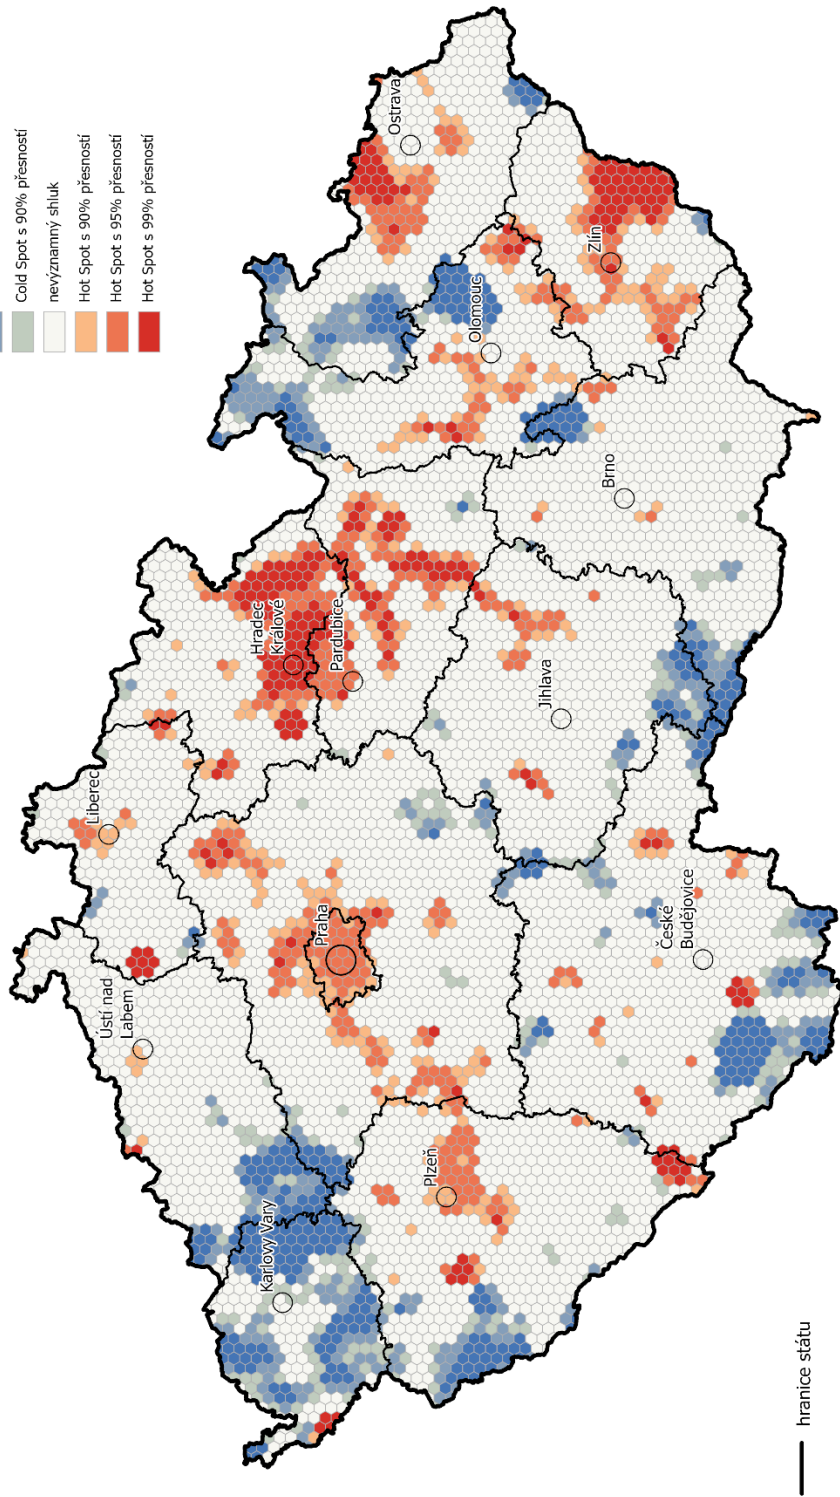 Cold Spot s 90% přesností
nevýznamný shluk
Hot Spot s 90% přesností
Hot Spot s 95% přesností
Hot Spot s 99% přesností
Karlovy Vary
Ústí nad
Labem
Liberec
Plzeň
Praha
Hradec
Králové
Pardubice
České
Budějovice
Jihlava
Brno
Olomouc
Zlín
Ostrava
hranice státu